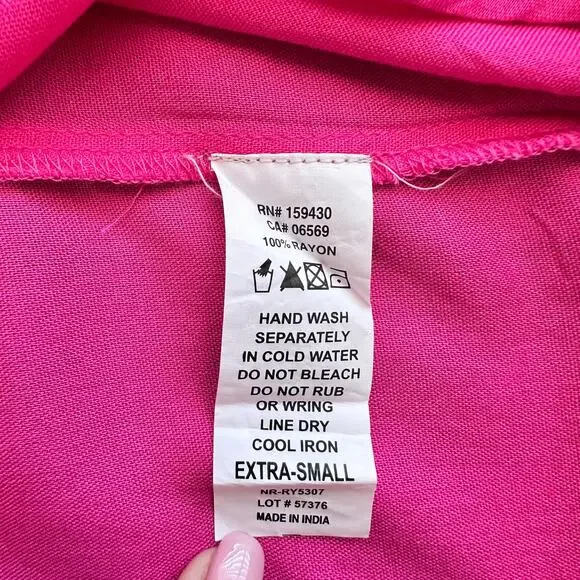 RN# 159430
CA# 06569
100% RAYON
HAND WASH
SEPARATELY
IN COLD WATER
DO NOT BLEACH
DO NOT RUB
OR WRING
LINE DRY
COOL IRON
EXTRA-SMALL
NR-RY5307
LOT # 57376
MADE IN INDIA